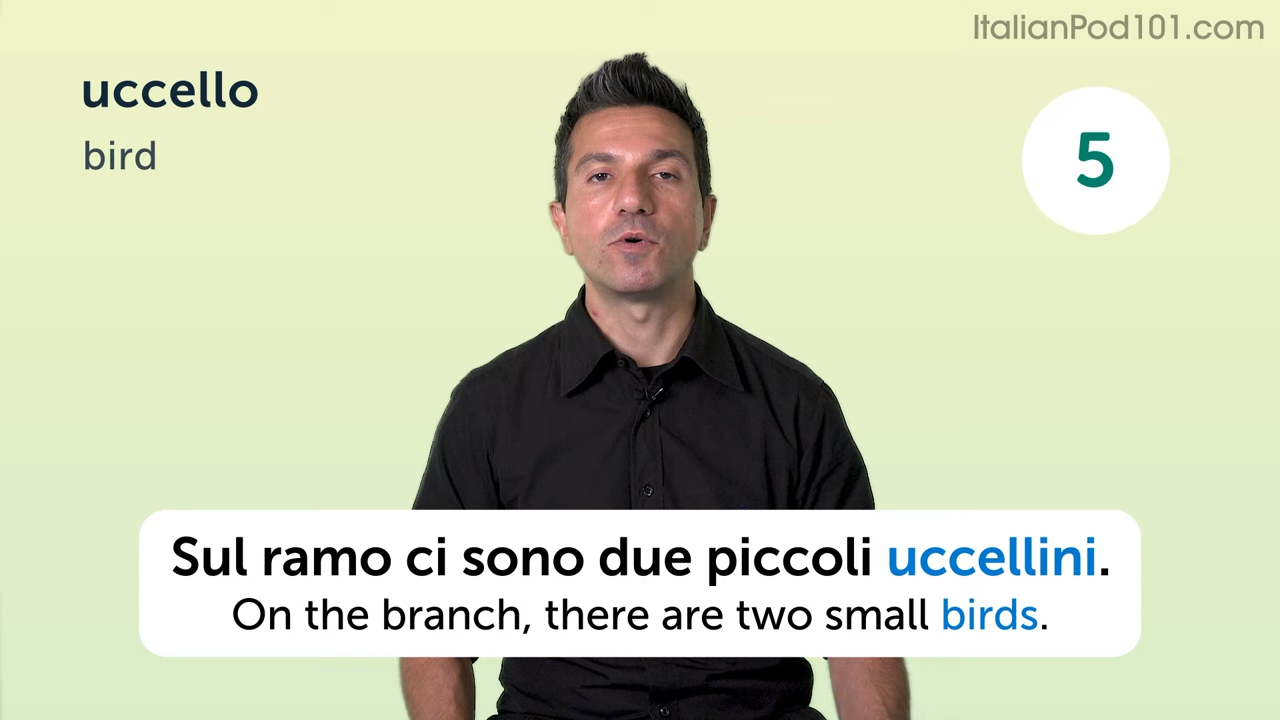 ItalianPod101.com
uccello
bird
5
Sul ramo ci sono due piccoli uccellini.
On the branch, there are two small birds.